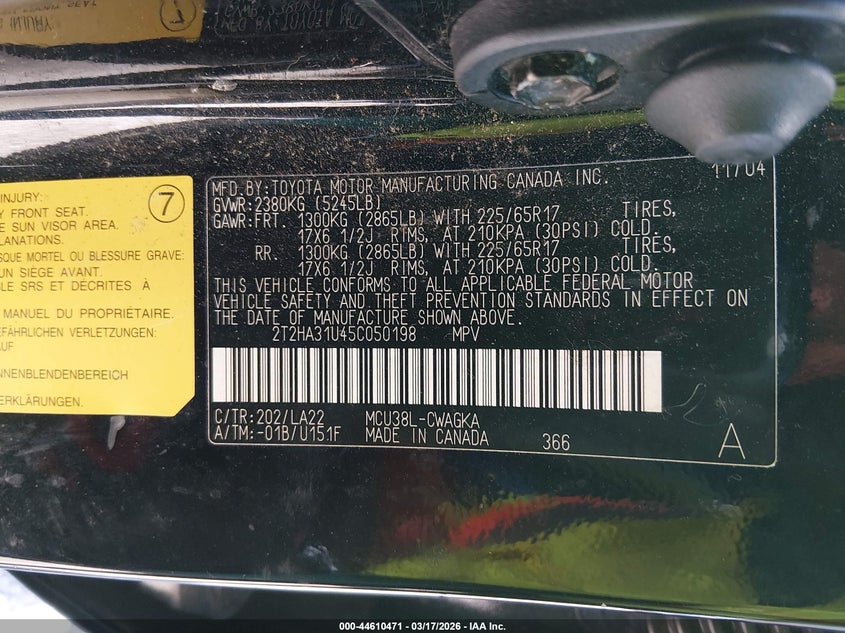 INJURY:
FRONT SEAT.
E SUN VISOR AREA.
LANATIONS.
SQUE MORTEL OU BLESSURE GRAVE:
UN SIÈGE AVANT.
BLE SRS ET DÉCRITES À
MANUEL DU PROPRIÉTAIRE.
EFÄHRLICHEN VERLETZUNGEN:
AUF
NNENBLENDENBEREICH
ERKLÄRUNGEN.
7
11/04
MFD.BY:TOYOTA MOTOR MANUFACTURING CANADA INC.
GVWR:2380KG (5245LB)
GAWR:FRT. 1300KG (2865LB) WITH 225/65R17 TIRES,
17X6 1/2J RIMS, AT 210KPA (30PSI) COLD.
RR. 1300KG (2865LB) WITH 225/65R17 TIRES,
17X6 1/2J RIMS, AT 210KPA (30PSI) COLD.
THIS VEHICLE CONFORMS TO ALL APPLICABLE FEDERAL MOTOR
VEHICLE SAFETY AND THEFT PREVENTION STANDARDS IN EFFECT ON
THE DATE OF MANUFACTURE SHOWN ABOVE.
2T2HA31U45C050198 MPV
C/TR:202/LA22 MCU38L-CWAGKA
A/TM:-01B/U151F MADE IN CANADA 366 A
000-44610471 — 03/17/2026 - IAA Inc.